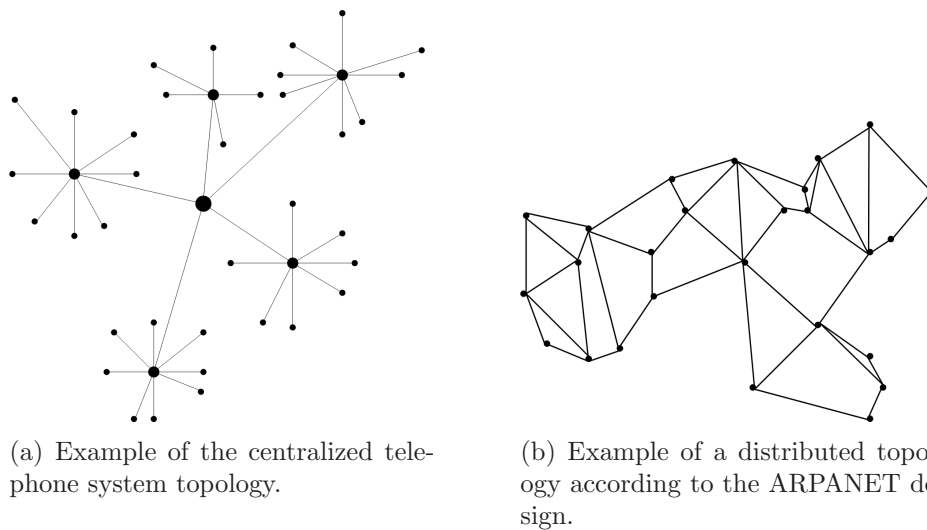 (a) Example of the centralized tele-
phone system topology.
(b) Example of a distributed topo
ogy according to the ARPANET de
sign.